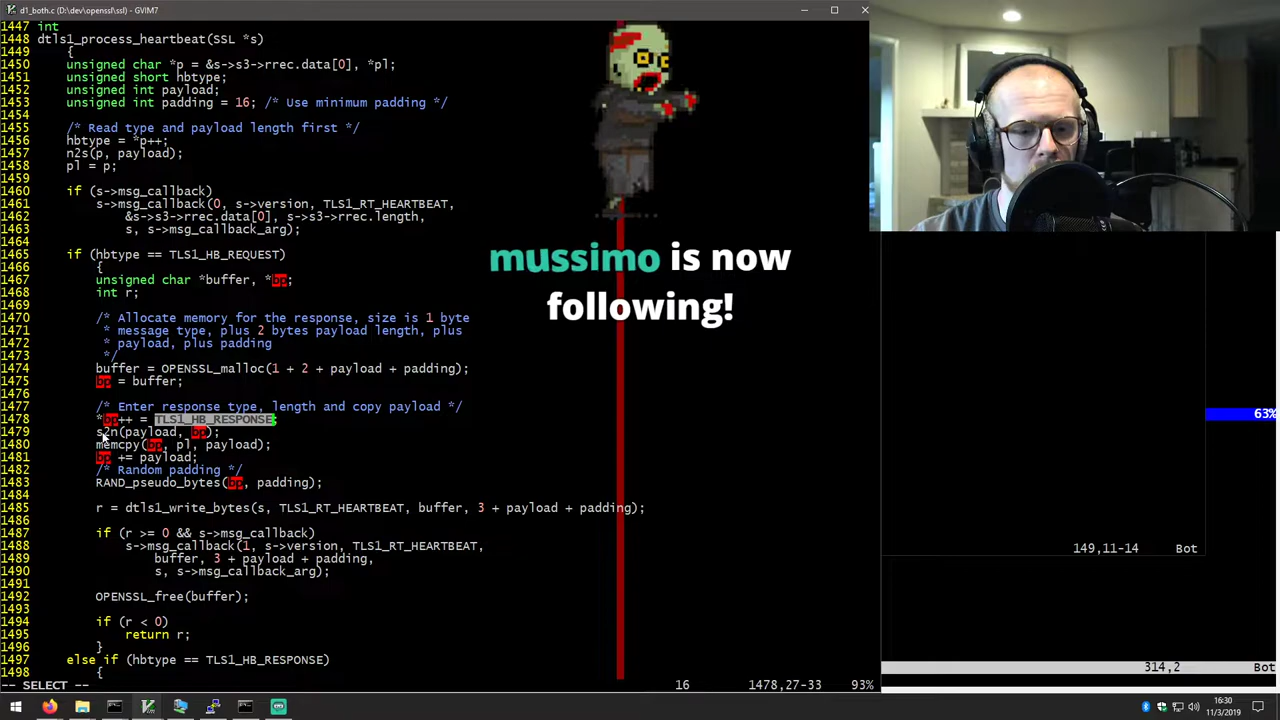 d1_both.c (D:\dev\openssl\ssl) - GVIM7
1447 int
1448 dtls1_process_heartbeat(SSL *s)
1449 {
1450 unsigned char *p = &s->s3->rrec.data[0], *pl;
1451 unsigned short hbtype;
1452 unsigned int payload;
1453 unsigned int padding = 16; /* Use minimum padding */
1454
1455 /* Read type and payload length first */
1456 hbtype = *p++;
1457 n2s(p, payload);
1458 pl = p;
1459
1460 if (s->msg_callback)
1461 s->msg_callback(0, s->version, TLS1_RT_HEARTBEAT,
1462 &s->s3->rrec.data[0], s->s3->rrec.length,
1463 s, s->msg_callback_arg);
1464
1465 if (hbtype == TLS1_HB_REQUEST)
1466 {
1467 unsigned char *buffer, *bp;
1468 int r;
1469
1470 /* Allocate memory for the response, size is 1 byte
1471 * message type, plus 2 bytes payload length, plus
1472 * payload, plus padding
1473 */
1474 buffer = OPENSSL_malloc(1 + 2 + payload + padding);
1475 bp = buffer;
1476
1477 /* Enter response type, length and copy payload */
1478 *bp++ = TLS1_HB_RESPONSE;
1479 s2n(payload, bp);
1480 memcpy(bp, pl, payload);
1481 bp += payload;
1482 /* Random padding */
1483 RAND_pseudo_bytes(bp, padding);
1484
1485 r = dtls1_write_bytes(s, TLS1_RT_HEARTBEAT, buffer, 3 + payload + padding);
1486
1487 if (r >= 0 && s->msg_callback)
1488 s->msg_callback(1, s->version, TLS1_RT_HEARTBEAT,
1489 buffer, 3 + payload + padding,
1490 s, s->msg_callback_arg);
1491
1492 OPENSSL_free(buffer);
1493
1494 if (r < 0)
1495 return r;
1496 }
1497 else if (hbtype == TLS1_HB_RESPONSE)
1498 {
-- SELECT -- 16 1478,27-33 93%
mussimo is now
following!
63%
149,11-14 Bot
314,2 Bot
16:30
11/3/2019